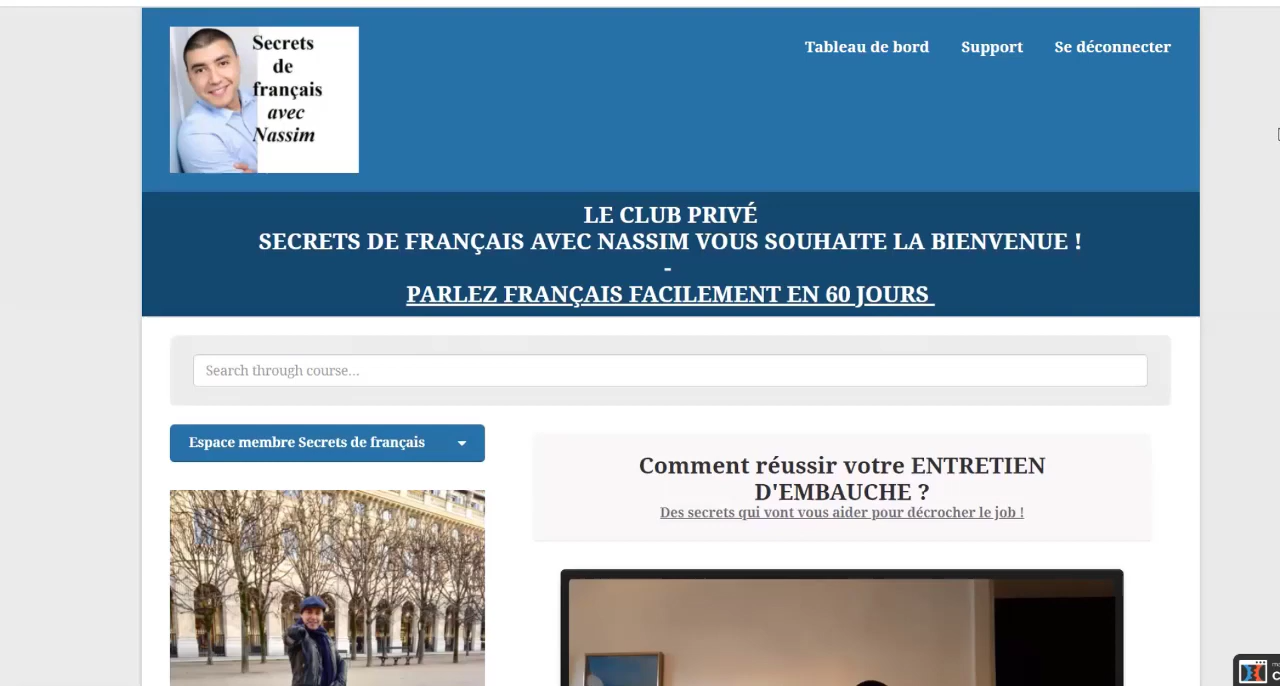 Secrets
de
français
avec
Nassim
Tableau de bord Support Se déconnecter
LE CLUB PRIVÉ
SECRETS DE FRANÇAIS AVEC NASSIM VOUS SOUHAITE LA BIENVENUE !
-
PARLEZ FRANÇAIS FACILEMENT EN 60 JOURS
Search through course...
Espace membre Secrets de français
Comment réussir votre ENTRETIEN
D'EMBAUCHE ?
Des secrets qui vont vous aider pour décrocher le job !